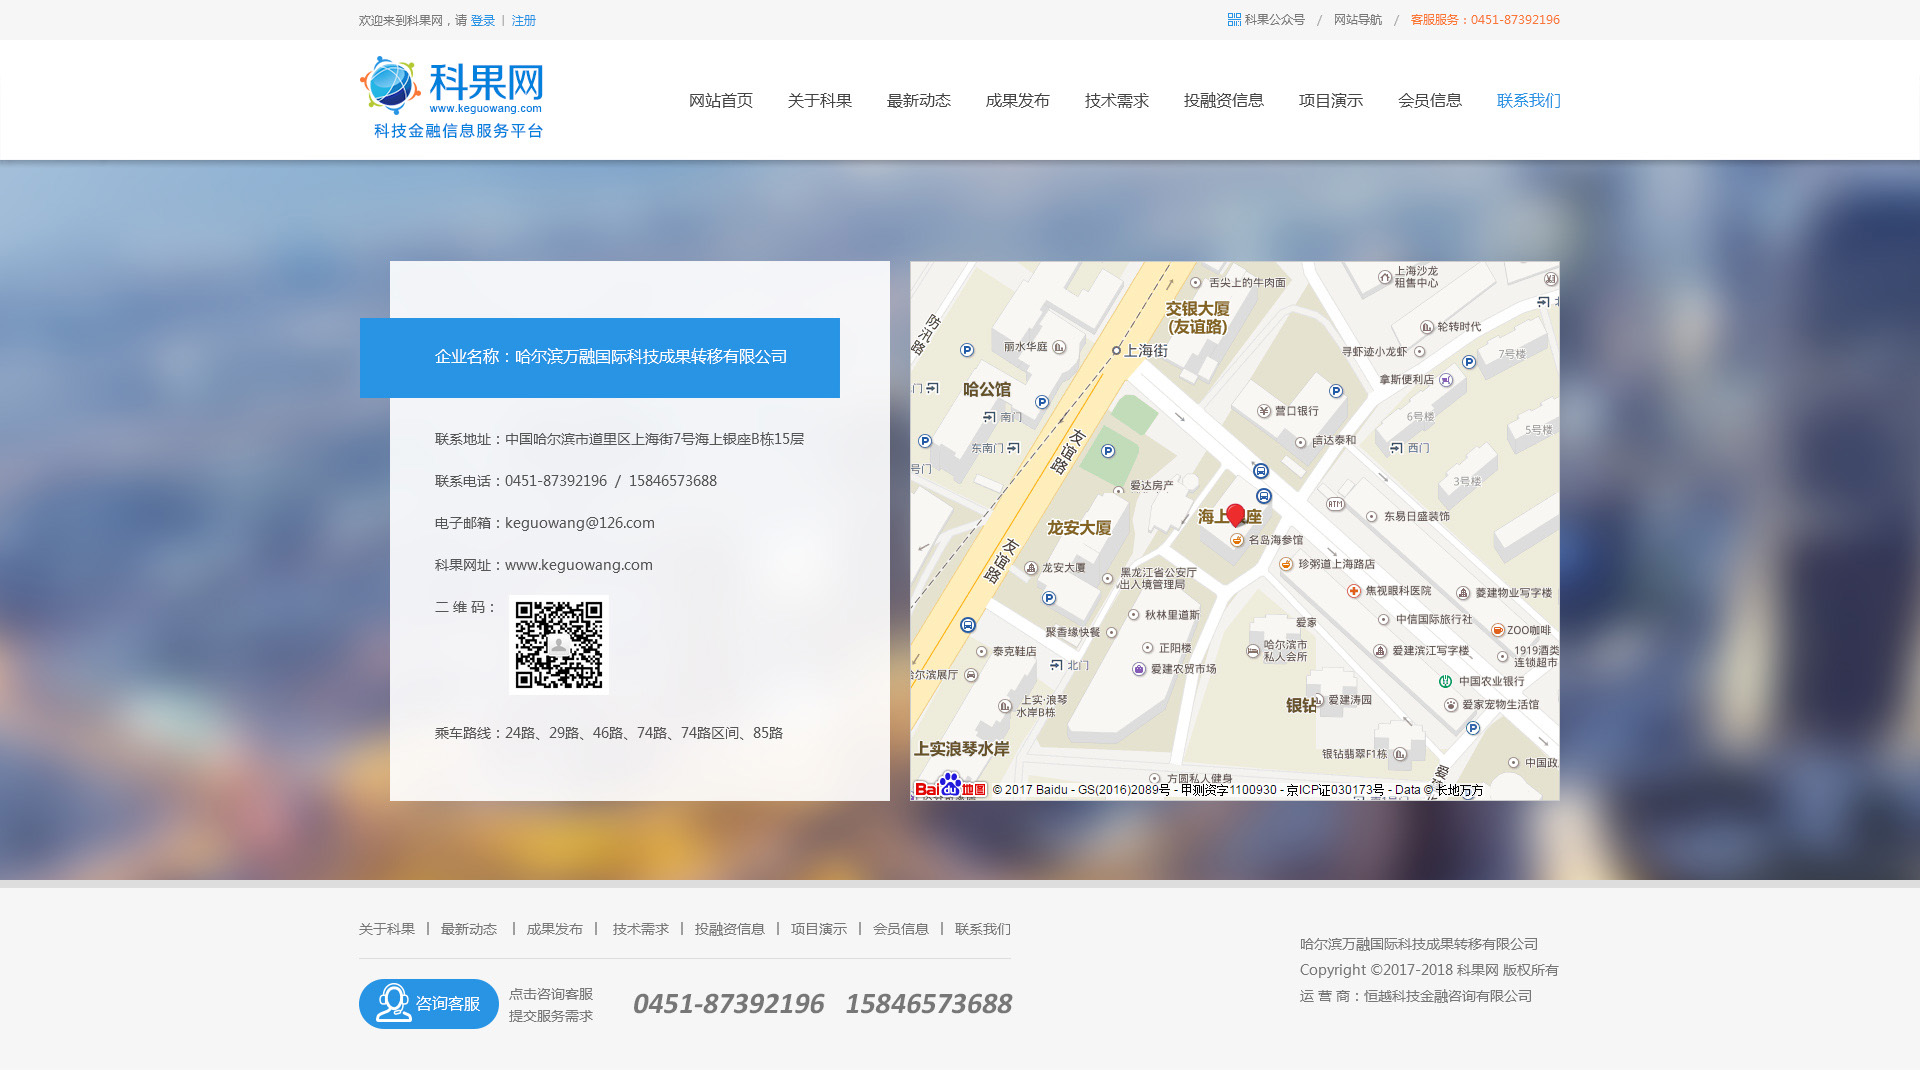 欢迎来到科果网，请 登录 | 注册
科果公众号 / 网站导航 / 客服服务：0451-87392196
科果网
www.keguowang.com
科技金融信息服务平台
网站首页 关于科果 最新动态 成果发布 技术需求 投融资信息 项目演示 会员信息 联系我们
企业名称：哈尔滨万融国际科技成果转移有限公司
联系地址：中国哈尔滨市道里区上海街7号海上银座B栋15层
联系电话：0451-87392196 / 15846573688
电子邮箱：keguowang@126.com
科果网址：www.keguowang.com
二 维 码：
乘车路线：24路、29路、46路、74路、74路区间、85路
上海沙龙
租售中心
舌尖上的牛肉面
交银大厦
(友谊路)
防汛路
轮转时代
丽水华庭
上海街
寻虾迹小龙虾
7号楼
拿斯便利店
哈公馆
南门
营口银行
6号楼
5号楼
信达泰和
友谊路
东南门
西门
号门
3号楼
爱达房产
ATM
海上 座
东易日盛装饰
龙安大厦
名岛海参馆
友谊路
珍粥道上海路店
龙安大厦
黑龙江省公安厅
出入境管理局
焦视眼科医院
菱建物业写字楼
秋林里道斯
中信国际旅行社
爱家
聚香缘快餐
ZOO咖啡
正阳楼
哈尔滨市
私人会所
爱建滨江写字楼
1919酒类
连锁超市
泰克鞋店
北门
爱建农贸市场
尔滨展厅
中国农业银行
上实·浪琴
水岸B栋
银钻
爱建涛园
爱家宠物生活馆
上实浪琴水岸
银钻翡翠F1栋
中国政
方圆私人健身
Bai du 地图 © 2017 Baidu - GS(2016)2089号 - 甲测资字1100930 - 京ICP证030173号 - Data © 长地万方
关于科果 | 最新动态 | 成果发布 | 技术需求 | 投融资信息 | 项目演示 | 会员信息 | 联系我们
咨询客服
点击咨询客服
提交服务需求
0451-87392196 15846573688
哈尔滨万融国际科技成果转移有限公司
Copyright ©2017-2018 科果网 版权所有
运 营 商：恒越科技金融咨询有限公司